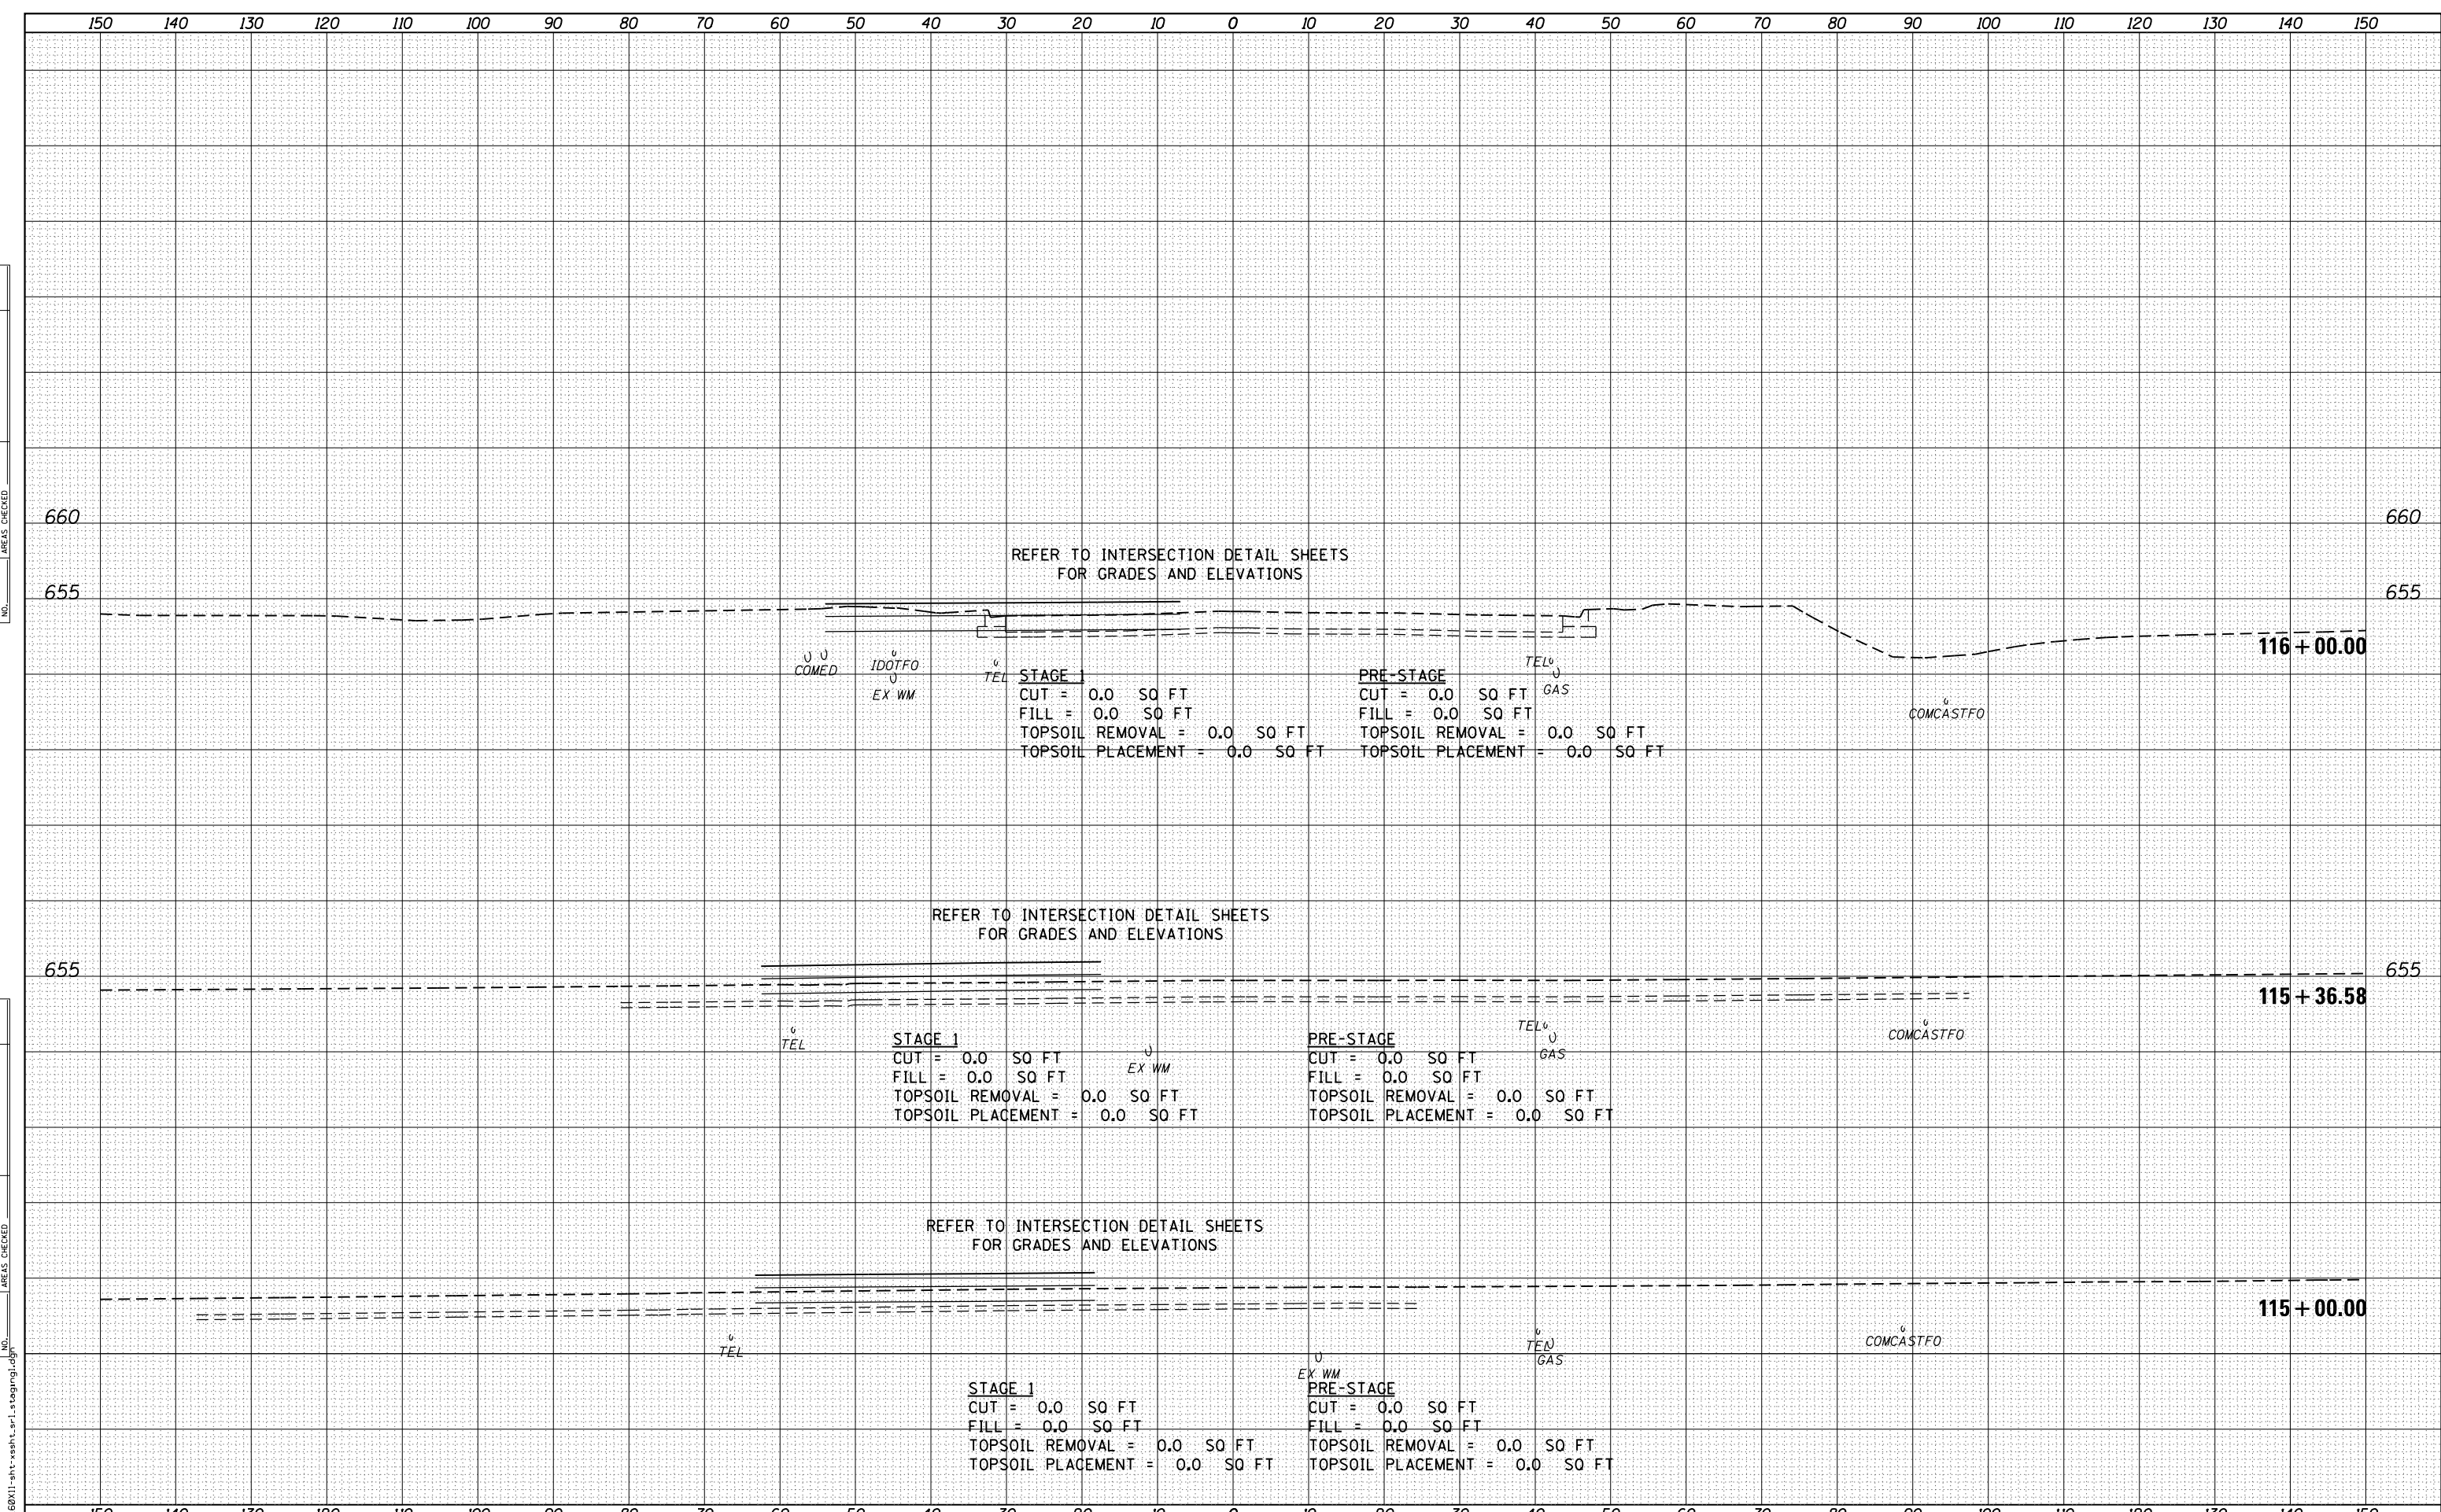 150 140 130 120 110 100 90 80 70 60 50 40 30 20 10 0 10 20 30 40 50 60 70 80 90 100 110 120 130 140 150
AREAS CHECKED
NO.
660 660
REFER TO INTERSECTION DETAIL SHEETS
FOR GRADES AND ELEVATIONS
655 655
116+00.00
COMED
IDOTFO
EX WM
TEL
TEL
GAS
COMCASTFO
STAGE 1
CUT = 0.0 SQ FT
FILL = 0.0 SQ FT
TOPSOIL REMOVAL = 0.0 SQ FT
TOPSOIL PLACEMENT = 0.0 SQ FT
PRE-STAGE
CUT = 0.0 SQ FT
FILL = 0.0 SQ FT
TOPSOIL REMOVAL = 0.0 SQ FT
TOPSOIL PLACEMENT = 0.0 SQ FT
REFER TO INTERSECTION DETAIL SHEETS
FOR GRADES AND ELEVATIONS
655 655
115+36.58
TEL
EX WM
TEL
GAS
COMCASTFO
STAGE 1
CUT = 0.0 SQ FT
FILL = 0.0 SQ FT
TOPSOIL REMOVAL = 0.0 SQ FT
TOPSOIL PLACEMENT = 0.0 SQ FT
PRE-STAGE
CUT = 0.0 SQ FT
FILL = 0.0 SQ FT
TOPSOIL REMOVAL = 0.0 SQ FT
TOPSOIL PLACEMENT = 0.0 SQ FT
AREAS CHECKED
NO.
REFER TO INTERSECTION DETAIL SHEETS
FOR GRADES AND ELEVATIONS
115+00.00
TEL
EX WM
TEL
GAS
COMCASTFO
STAGE 1
CUT = 0.0 SQ FT
FILL = 0.0 SQ FT
TOPSOIL REMOVAL = 0.0 SQ FT
TOPSOIL PLACEMENT = 0.0 SQ FT
PRE-STAGE
CUT = 0.0 SQ FT
FILL = 0.0 SQ FT
TOPSOIL REMOVAL = 0.0 SQ FT
TOPSOIL PLACEMENT = 0.0 SQ FT